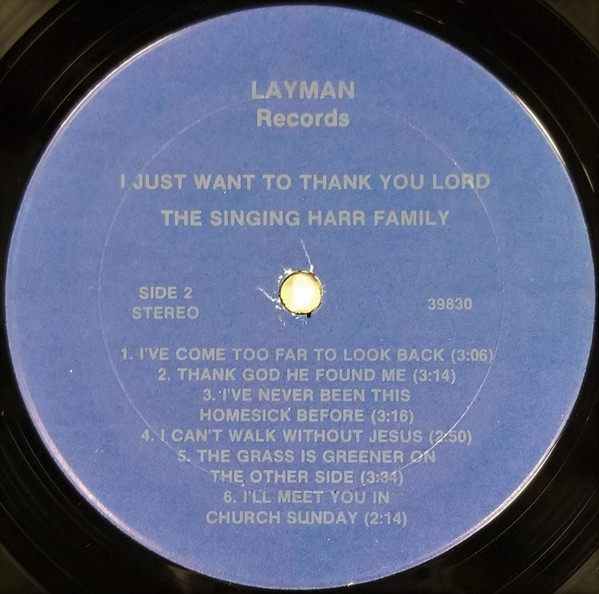 LAYMAN
Records
I JUST WANT TO THANK YOU LORD
THE SINGING HARR FAMILY
SIDE 2
STEREO
39830
1. I'VE COME TOO FAR TO LOOK BACK (3:06)
2. THANK GOD HE FOUND ME (3:14)
3. I'VE NEVER BEEN THIS
HOMESICK BEFORE (3:16)
4. I CAN'T WALK WITHOUT JESUS (2:50)
5. THE GRASS IS GREENER ON
THE OTHER SIDE (3:34)
6. I'LL MEET YOU IN
CHURCH SUNDAY (2:14)